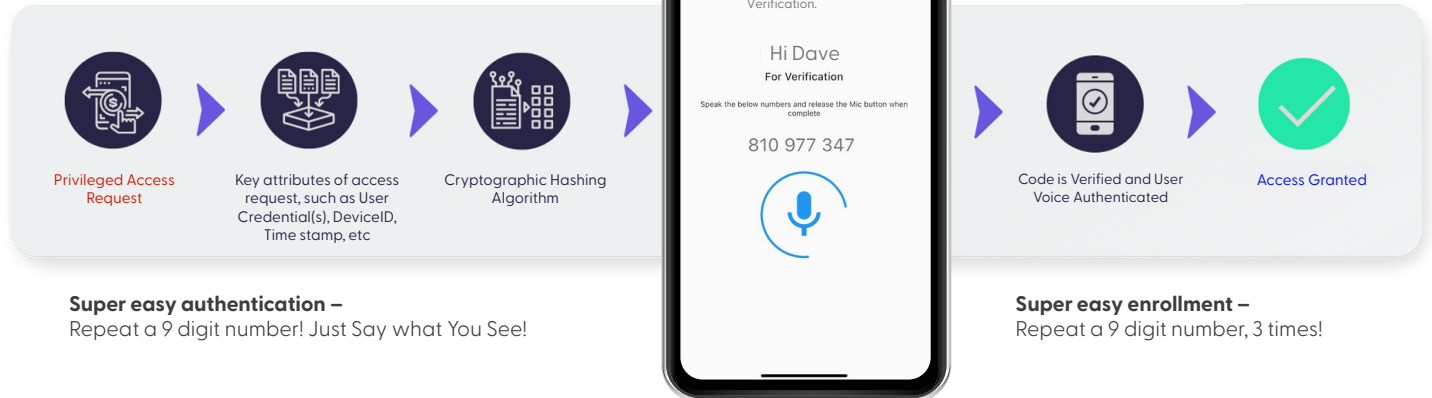 Verification.
Hi Dave
For Verification
Speak the below numbers and release the Mic button when
complete
810 977 347
Privileged Access
Request
Key attributes of access
request, such as User
Credential(s), DeviceID,
Time stamp, etc
Cryptographic Hashing
Algorithm
Code is Verified and User
Voice Authenticated
Access Granted
Super easy authentication –
Repeat a 9 digit number! Just Say what You See!
Super easy enrollment –
Repeat a 9 digit number, 3 times!